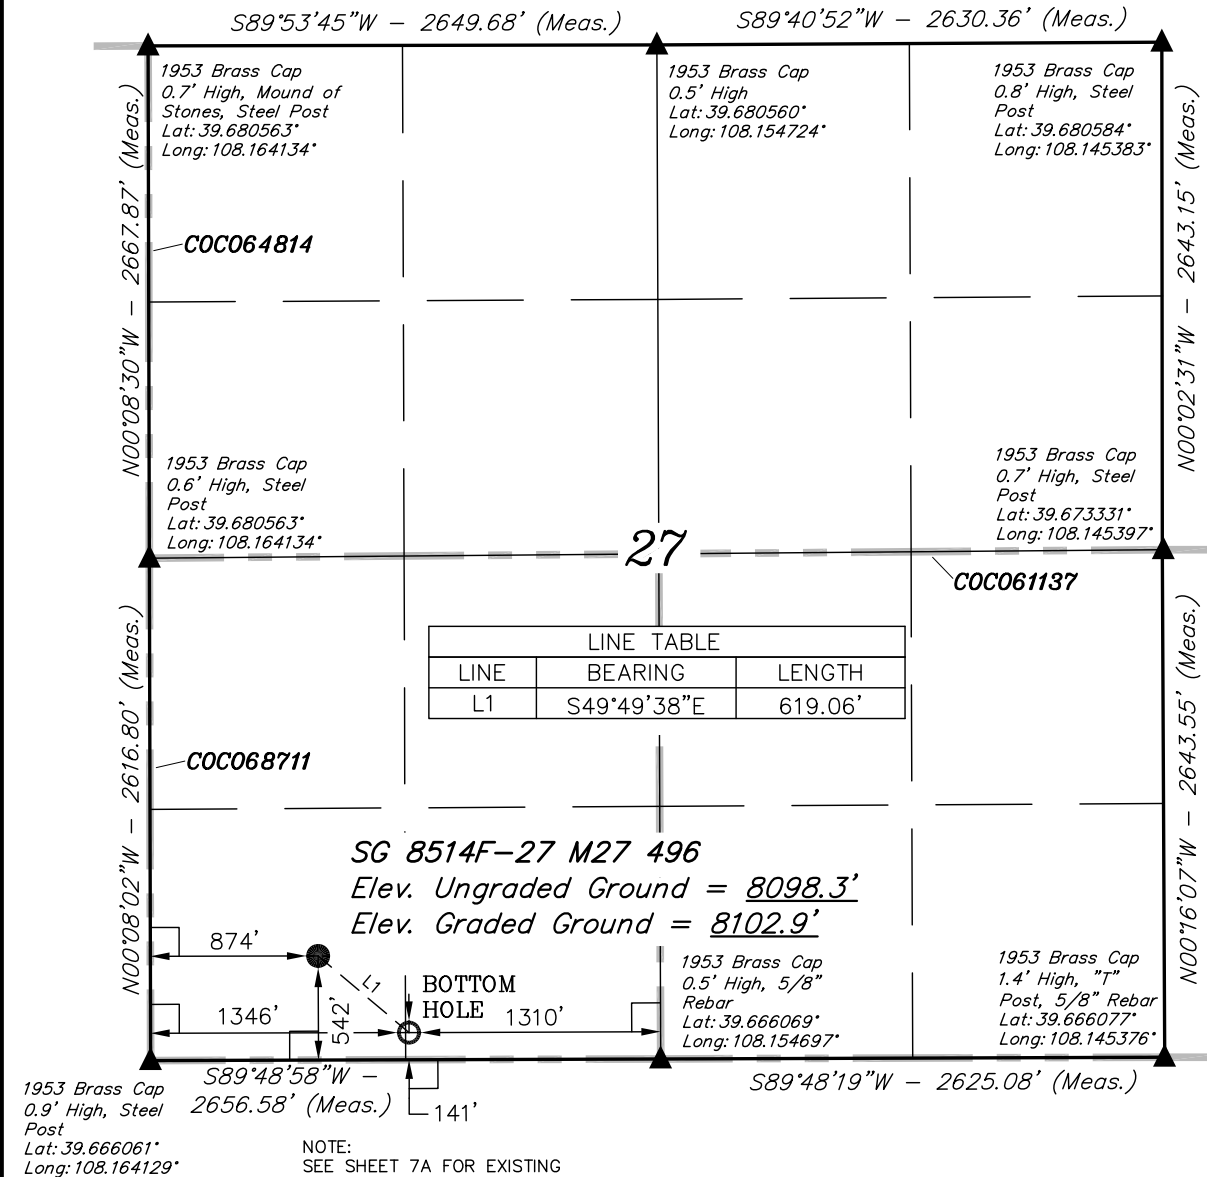 S89°53'45"W – 2649.68' (Meas.)
S89°40'52"W – 2630.36' (Meas.)
1953 Brass Cap
0.7' High, Mound of
Stones, Steel Post
Lat: 39.680563°
Long: 108.164134°
1953 Brass Cap
0.5' High
Lat: 39.680560°
Long: 108.154724°
1953 Brass Cap
0.8' High, Steel
Post
Lat: 39.680584°
Long: 108.145383°
N00°08'30"W – 2667.87' (Meas.)
N00°02'31"W – 2643.15' (Meas.)
COC064814
1953 Brass Cap
0.6' High, Steel
Post
Lat: 39.680563°
Long: 108.164134°
1953 Brass Cap
0.7' High, Steel
Post
Lat: 39.673331°
Long: 108.145397°
27
COC061137
LINE TABLE
LINE BEARING LENGTH
L1 S49°49'38"E 619.06'
N00°08'02"W – 2616.80' (Meas.)
N00°16'07"W – 2643.55' (Meas.)
COC068711
SG 8514F–27 M27 496
Elev. Ungraded Ground = 8098.3'
Elev. Graded Ground = 8102.9'
874'
L1
BOTTOM
HOLE
1346'
542'
1310'
1953 Brass Cap
0.5' High, 5/8"
Rebar
Lat: 39.666069°
Long: 108.154697°
1953 Brass Cap
1.4' High, "T"
Post, 5/8" Rebar
Lat: 39.666077°
Long: 108.145376°
S89°48'58"W –
2656.58' (Meas.)
141'
S89°48'19"W – 2625.08' (Meas.)
1953 Brass Cap
0.9' High, Steel
Post
Lat: 39.666061°
Long: 108.164129°
NOTE:
SEE SHEET 7A FOR EXISTING